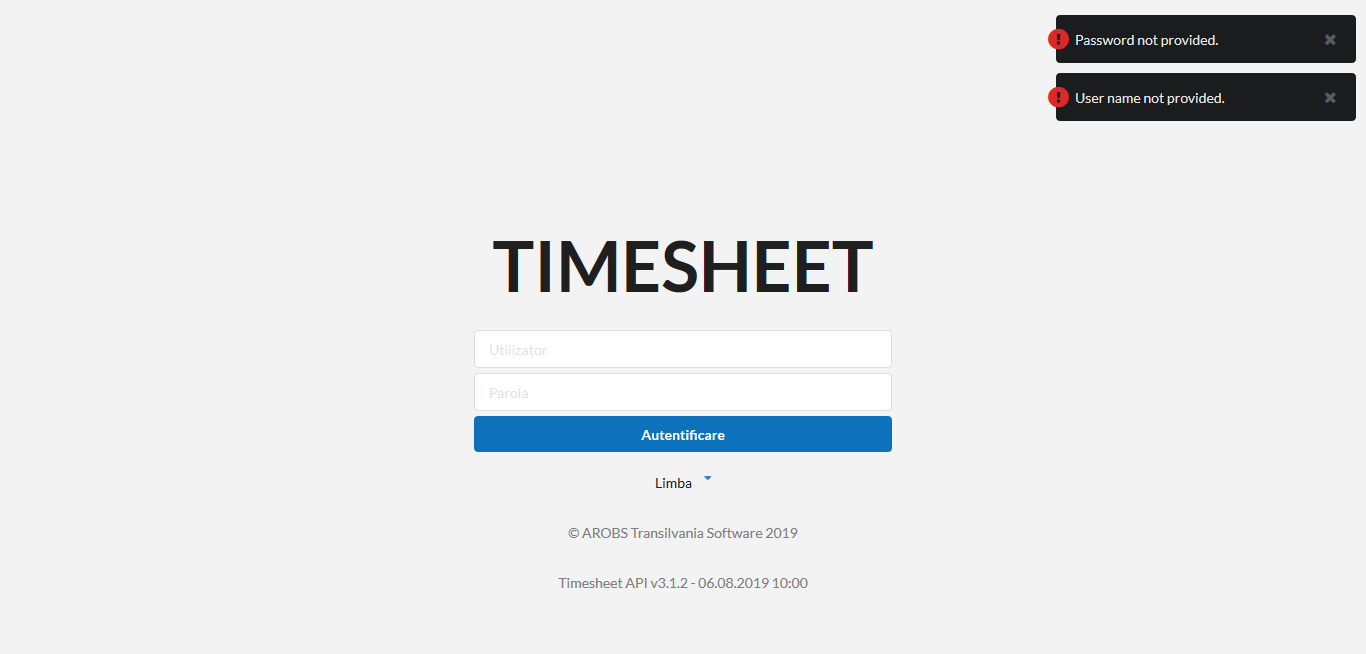 Password not provided.
User name not provided.
TIMESHEET
Utilizator
Parola
Autentificare
Limba
© AROBS Transilvania Software 2019
Timesheet API v3.1.2 - 06.08.2019 10:00